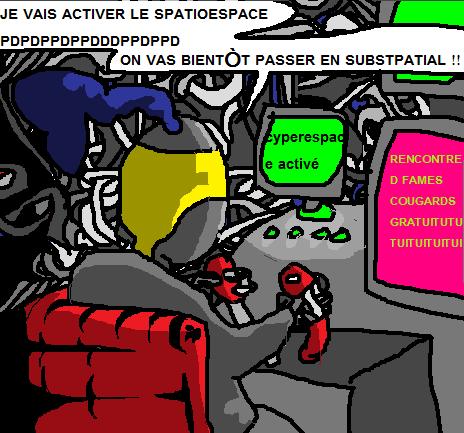 JE VAIS ACTIVER LE SPATIOESPACE
PDPDPPDPPDDDPPDPPD
ON VAS BIENTÒT PASSER EN SUBSTPATIAL !!
cyperespac
e activé
RENCONTRE
D FAMES
COUGARDS
GRATUITUTU
TUITUITUITUI